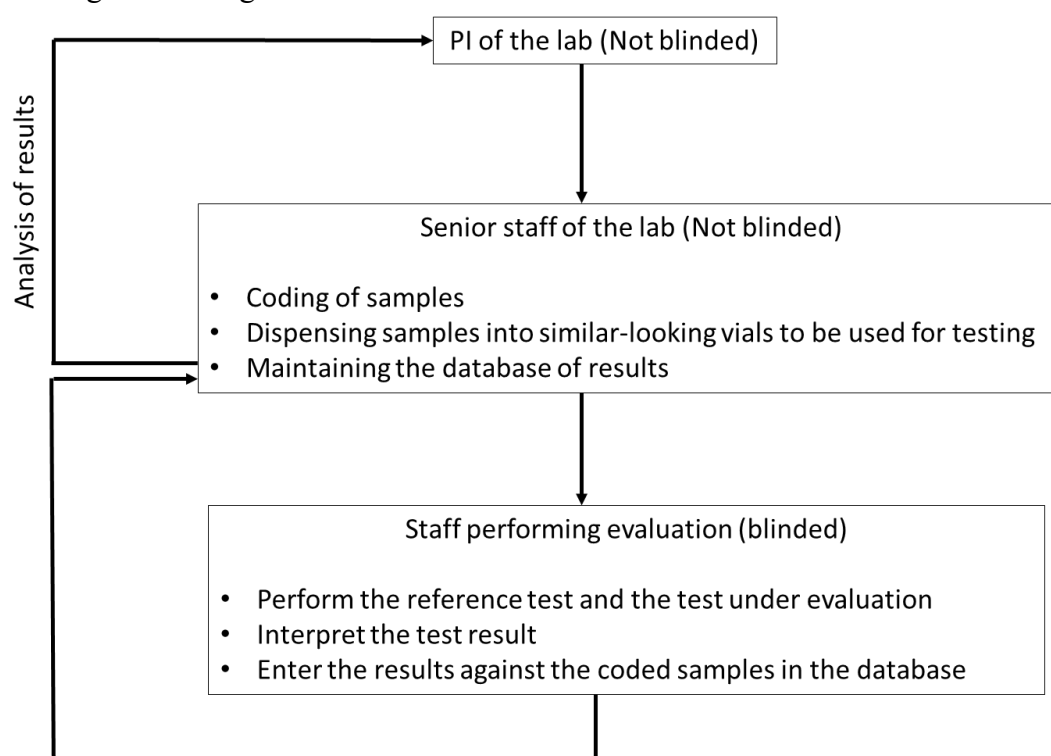 PI of the lab (Not blinded)
Analysis of results
Senior staff of the lab (Not blinded)
• Coding of samples
• Dispensing samples into similar-looking vials to be used for testing
• Maintaining the database of results
Staff performing evaluation (blinded)
• Perform the reference test and the test under evaluation
• Interpret the test result
• Enter the results against the coded samples in the database